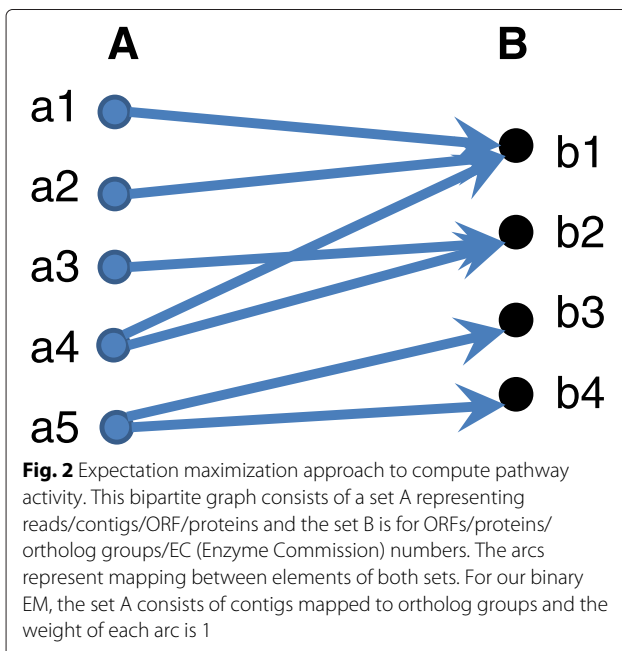 A B
a1
a2
a3
a4
a5
b1
b2
b3
b4
Fig. 2 Expectation maximization approach to compute pathway
activity. This bipartite graph consists of a set A representing
reads/contigs/ORF/proteins and the set B is for ORFs/proteins/
ortholog groups/EC (Enzyme Commission) numbers. The arcs
represent mapping between elements of both sets. For our binary
EM, the set A consists of contigs mapped to ortholog groups and the
weight of each arc is 1